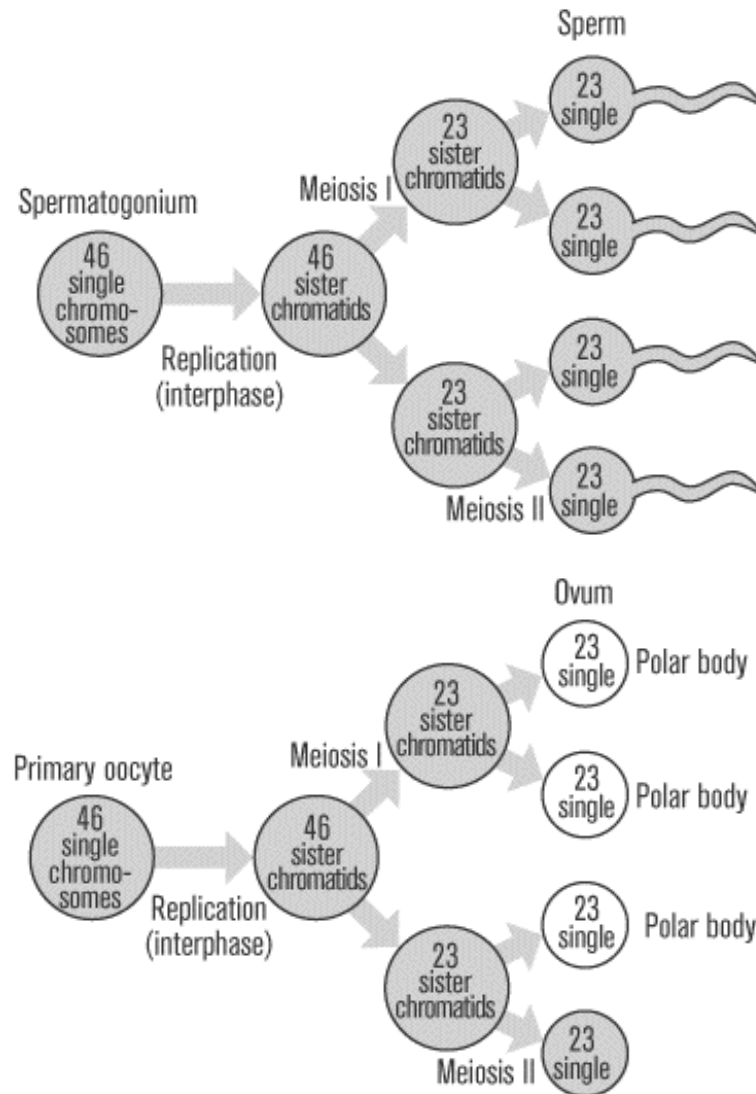 Sperm
23
single
23
sister
chromatids
Meiosis I
Spermatogonium
23
single
46
single
chromo-
somes
46
sister
chromatids
Replication
(interphase)
23
single
23
sister
chromatids
23
single
Meiosis II
Ovum
23
single
Polar body
23
sister
chromatids
Meiosis I
Primary oocyte
23
single
Polar body
46
single
chromo-
somes
46
sister
chromatids
Replication
(interphase)
23
single
Polar body
23
sister
chromatids
Meiosis II
23
single